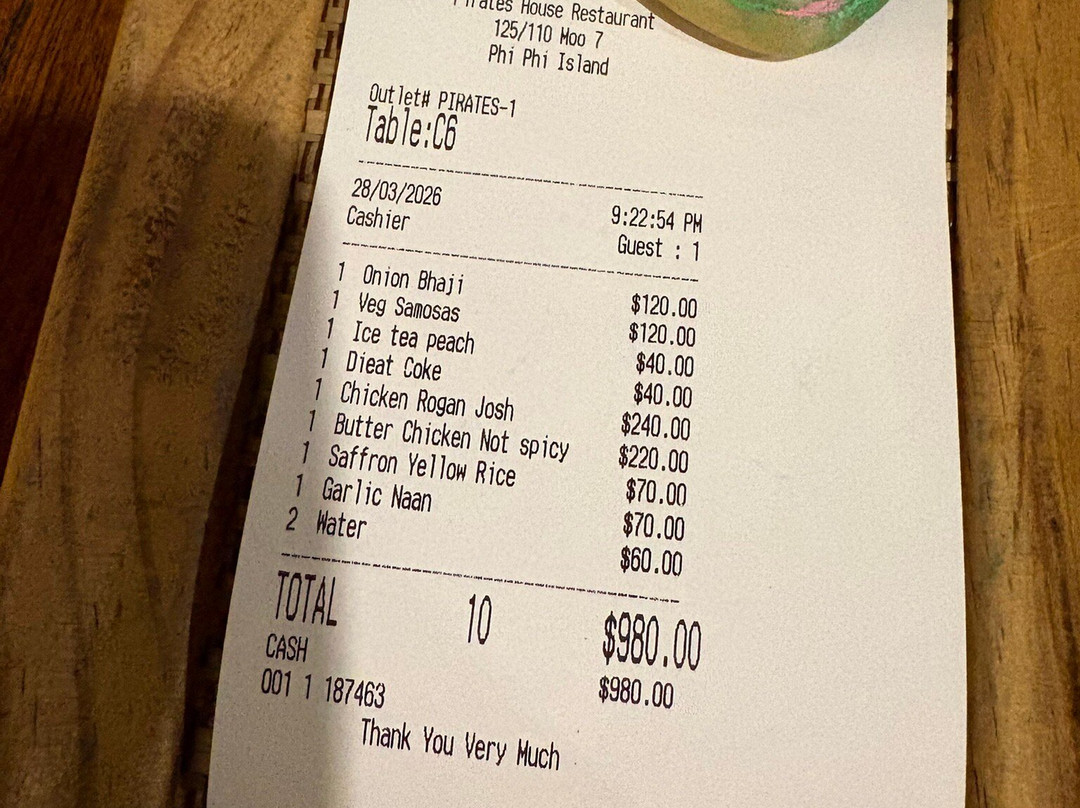 Pirates House Restaurant
125/110 Moo 7
Phi Phi Island
Outlet# PIRATES-1
Table:C6
28/03/2026 9:22:54 PM
Cashier Guest : 1
1 Onion Bhaji $120.00
1 Veg Samosas $120.00
1 Ice tea peach $40.00
1 Dieat Coke $40.00
1 Chicken Rogan Josh $240.00
1 Butter Chicken Not spicy $220.00
1 Saffron Yellow Rice $70.00
1 Garlic Naan $70.00
2 Water $60.00
TOTAL 10 $980.00
CASH $980.00
001 1 187463
Thank You Very Much